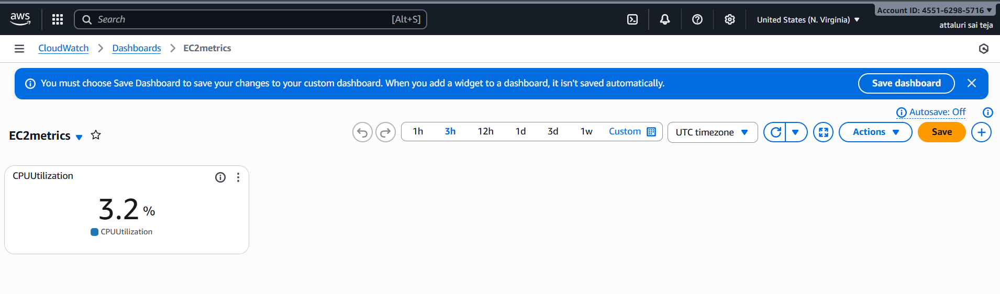 aws
Search [Alt+S]
United States (N. Virginia)
Account ID: 4551-6298-5716
attaluri sai teja
CloudWatch
Dashboards
EC2metrics
You must choose Save Dashboard to save your changes to your custom dashboard. When you add a widget to a dashboard, it isn't saved automatically.
Save dashboard
Autosave: Off
EC2metrics
1h 3h 12h 1d 3d 1w Custom
UTC timezone
Actions
Save
CPUUtilization
3.2 %
CPUUtilization